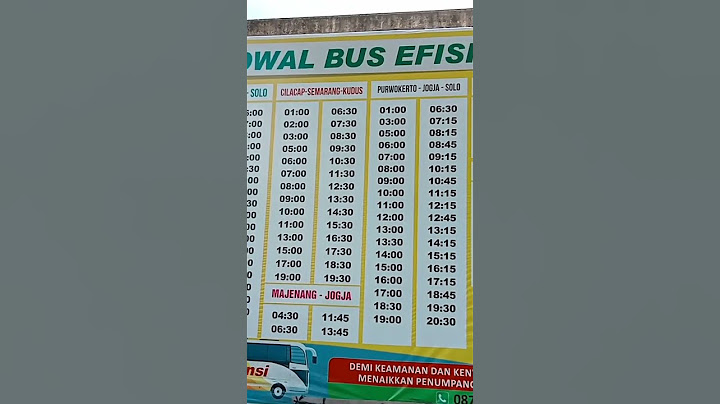 DWAL BUS EFISI
- SOLO CILACAP-SEMARANG-KUDUS PURWOKERTO - JOGJA - SOLO
:00 01:00 06:30 01:00 06:30
:00 02:00 07:30 03:00 07:15
03:00 08:30 05:00 08:15
05:00 09:30 06:00 08:45
06:00 10:30 07:00 09:15
07:00 11:30 08:00 10:15
08:00 12:30 09:00 10:45
09:00 13:30 10:00 11:15
10:00 14:30 11:00 12:15
11:00 15:30 12:00 12:45
13:00 16:30 13:00 13:15
15:00 17:30 14:00 14:15
17:00 18:30 15:00 15:15
19:00 19:30 16:00 17:15
MAJENANG - JOGJA 17:00 18:45
04:30 11:45 18:30 19:30
06:30 13:45 19:00 20:30
nsi
DEMI KEAMANAN DAN KENY
MENAIKKAN PENUMPANG
087